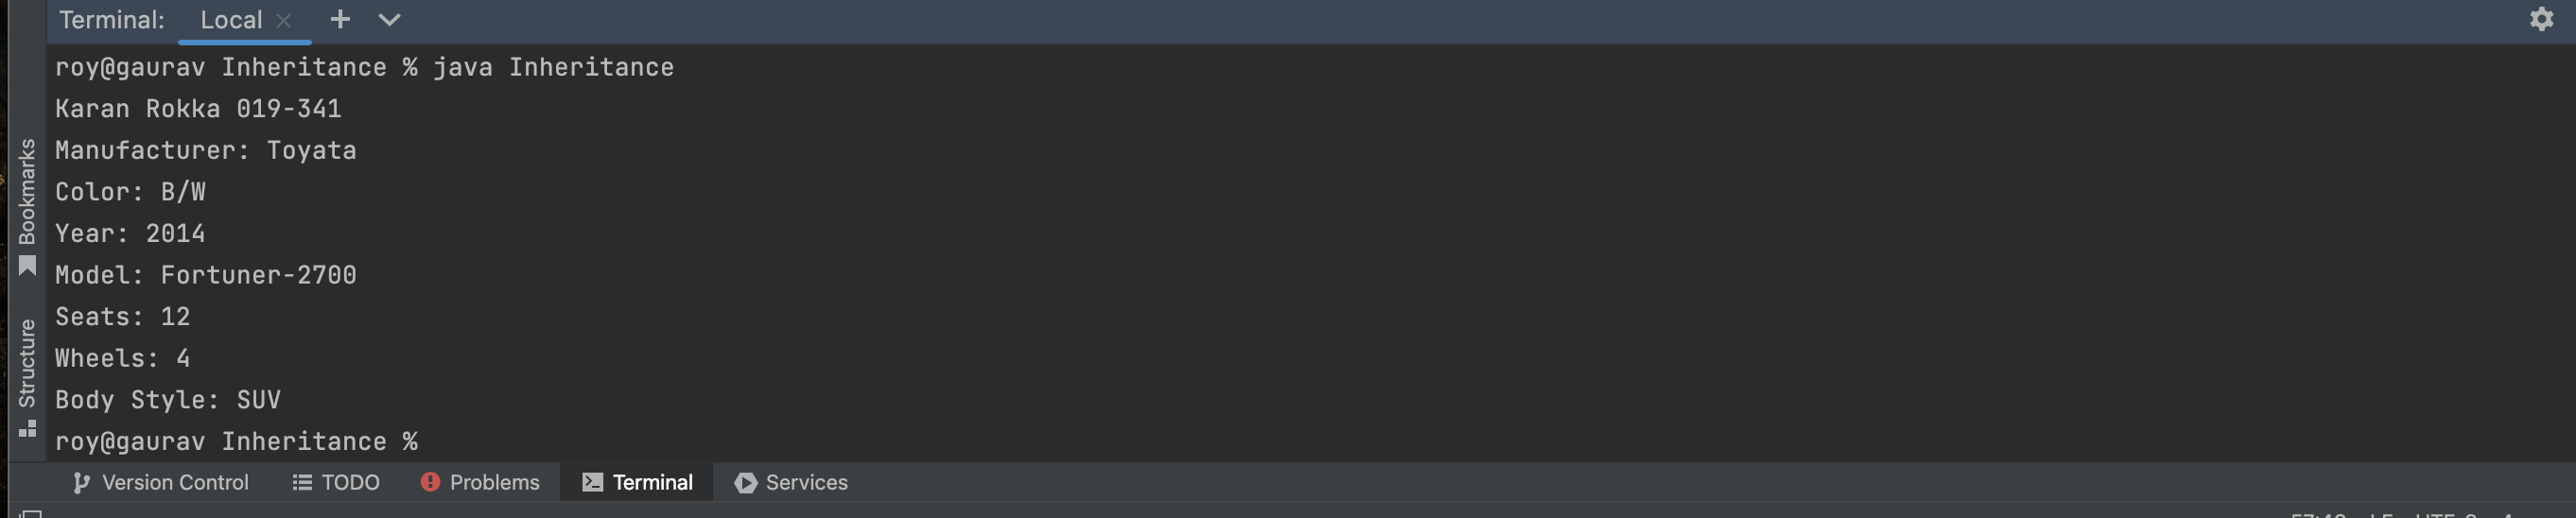 Terminal: Local
roy@gaurav Inheritance % java Inheritance
Karan Rokka 019-341
Manufacturer: Toyata
Color: B/W
Year: 2014
Model: Fortuner-2700
Seats: 12
Wheels: 4
Body Style: SUV
roy@gaurav Inheritance %
Bookmarks
Structure
Version Control TODO Problems Terminal Services